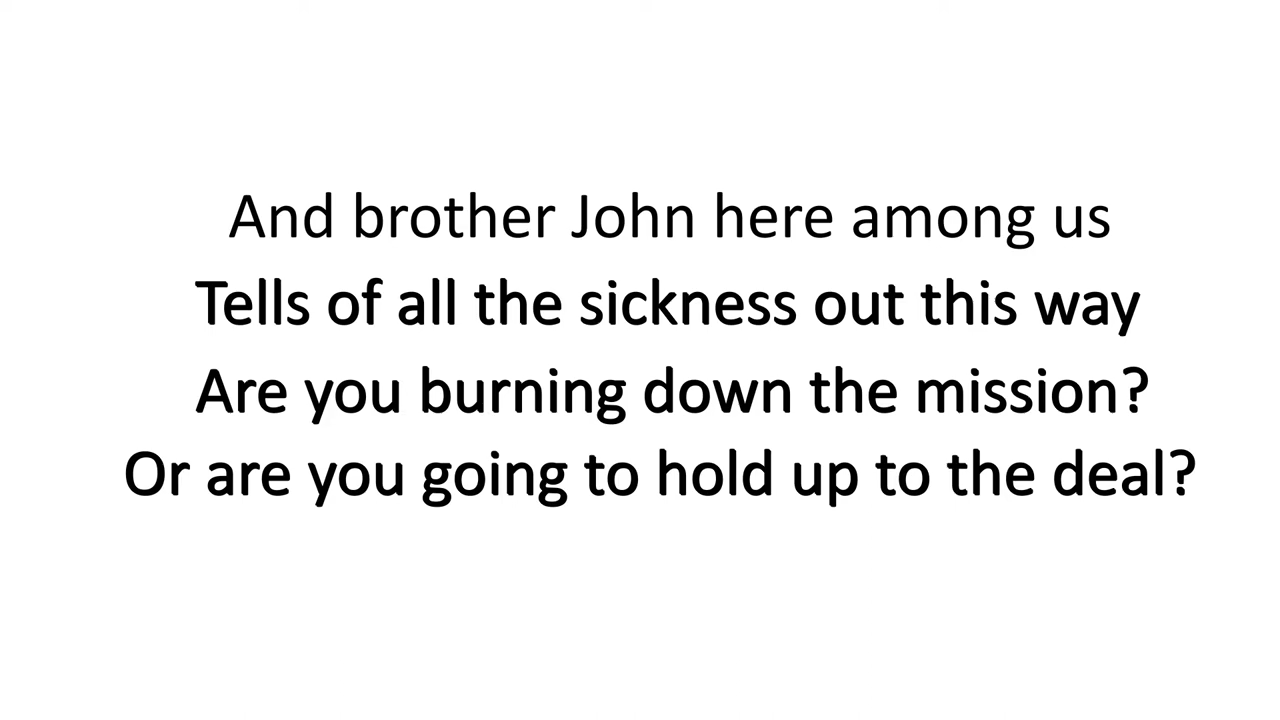 And brother John here among us
Tells of all the sickness out this way
Are you burning down the mission?
Or are you going to hold up to the deal?